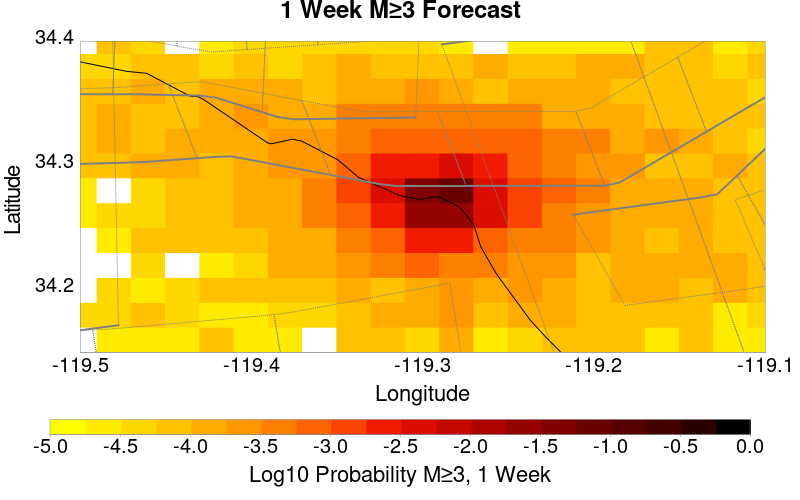 1 Week M≥3 Forecast
34.4
34.3
34.2
Latitude
-119.5 -119.4 -119.3 -119.2 -119.1
Longitude
-5.0 -4.5 -4.0 -3.5 -3.0 -2.5 -2.0 -1.5 -1.0 -0.5 0.0
Log10 Probability M≥3, 1 Week